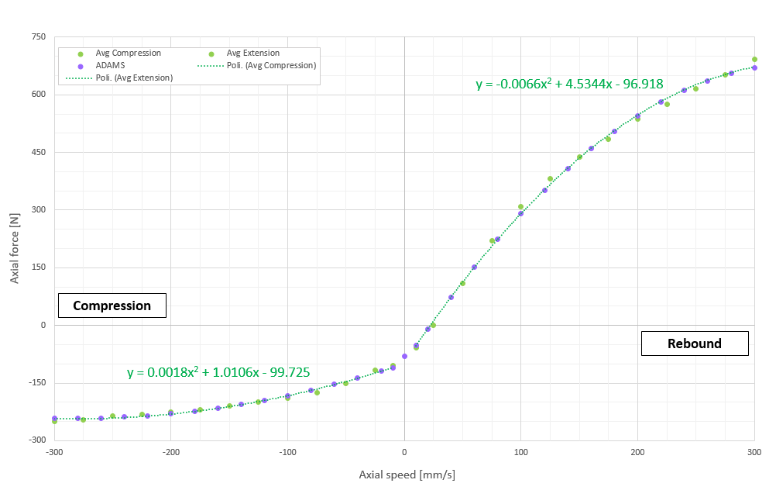 750
600
450
300
150
0
-150
-300
Axial force [N]
Avg Compression
Avg Extension
ADAMS
Poli. (Avg Compression)
Poli. (Avg Extension)
y = -0.0066x² + 4.5344x - 96.918
Compression
Rebound
y = 0.0018x² + 1.0106x - 99.725
-300
-200
-100
0
100
200
300
Axial speed [mm/s]